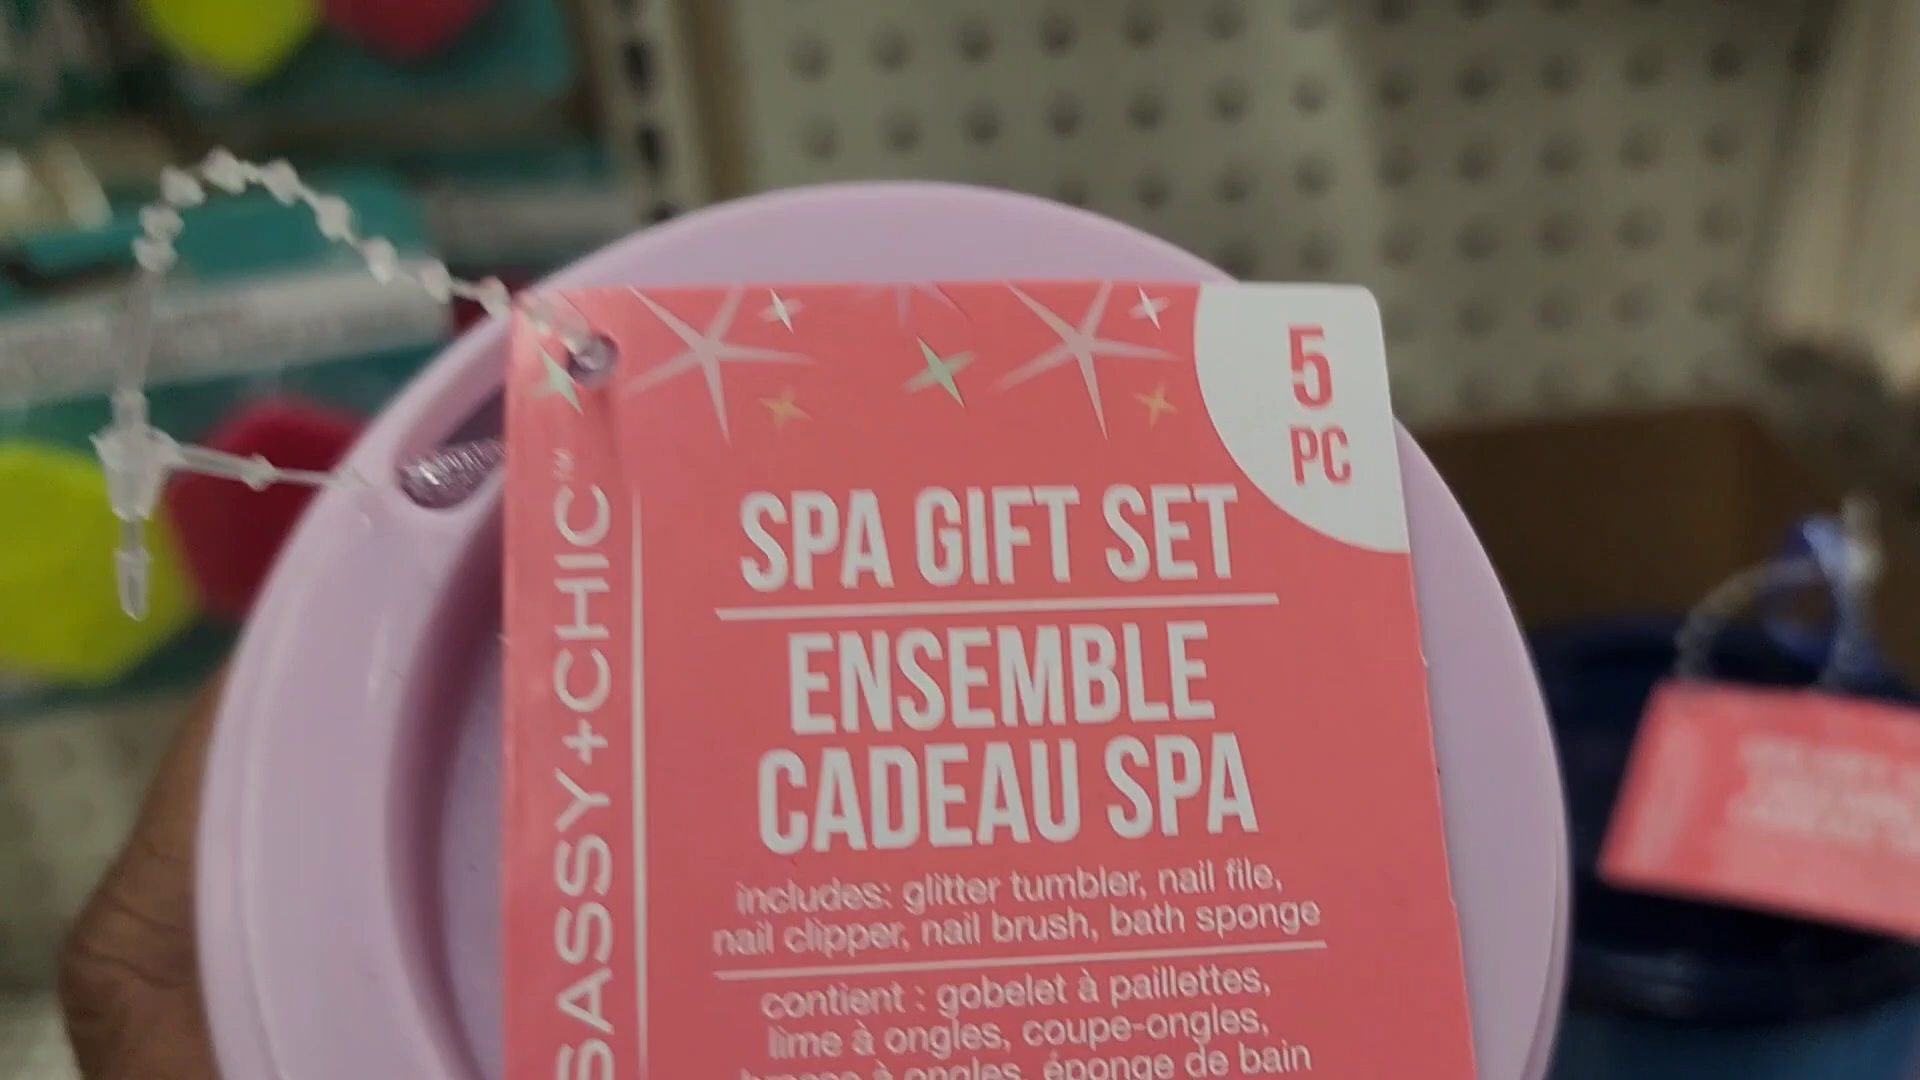 5
PC
SASSY+CHIC™
SPA GIFT SET
ENSEMBLE
CADEAU SPA
includes: glitter tumbler, nail file,
nail clipper, nail brush, bath sponge
contient : gobelet à paillettes,
lime à ongles, coupe-ongles,
à ongles, éponge de bain